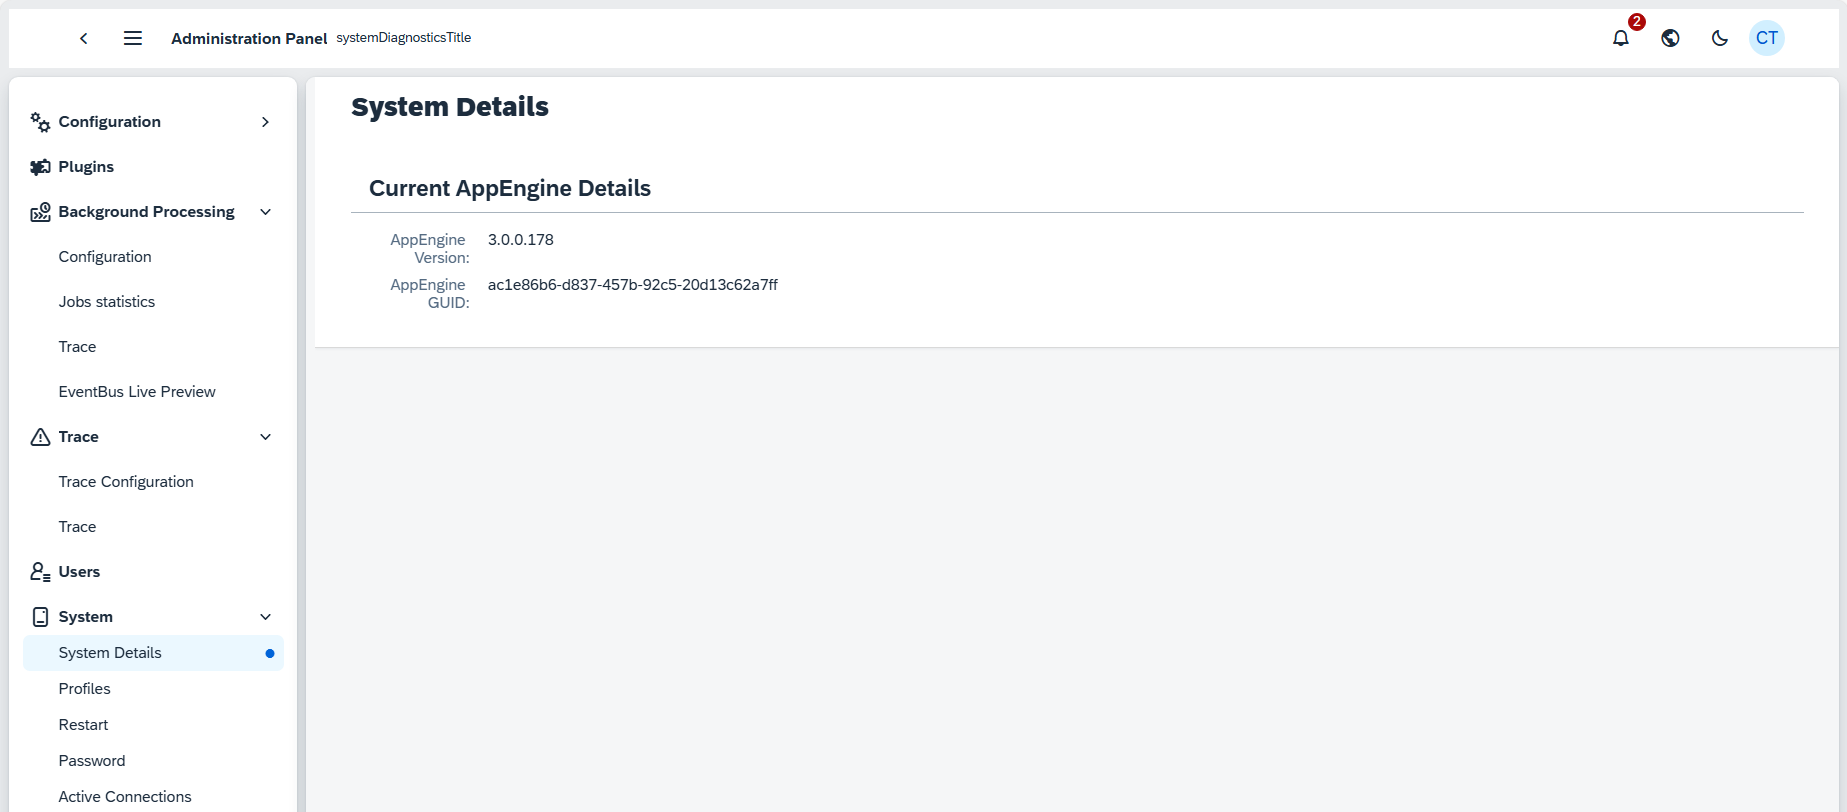 Administration Panel systemDiagnosticsTitle
2
CT
Configuration
Plugins
Background Processing
Configuration
Jobs statistics
Trace
EventBus Live Preview
Trace
Trace Configuration
Trace
Users
System
System Details
Profiles
Restart
Password
Active Connections
System Details
Current AppEngine Details
AppEngine Version: 3.0.0.178
AppEngine GUID: ac1e86b6-d837-457b-92c5-20d13c62a7ff